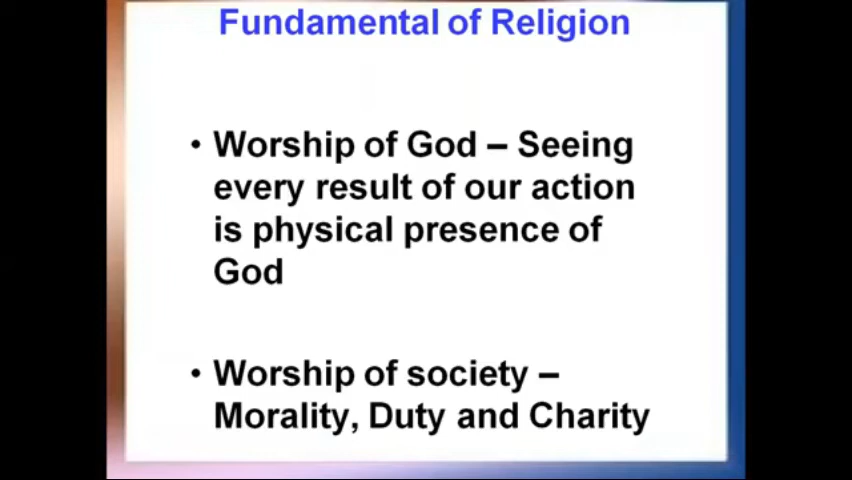 Fundamental of Religion
• Worship of God – Seeing
every result of our action
is physical presence of
God
• Worship of society –
Morality, Duty and Charity